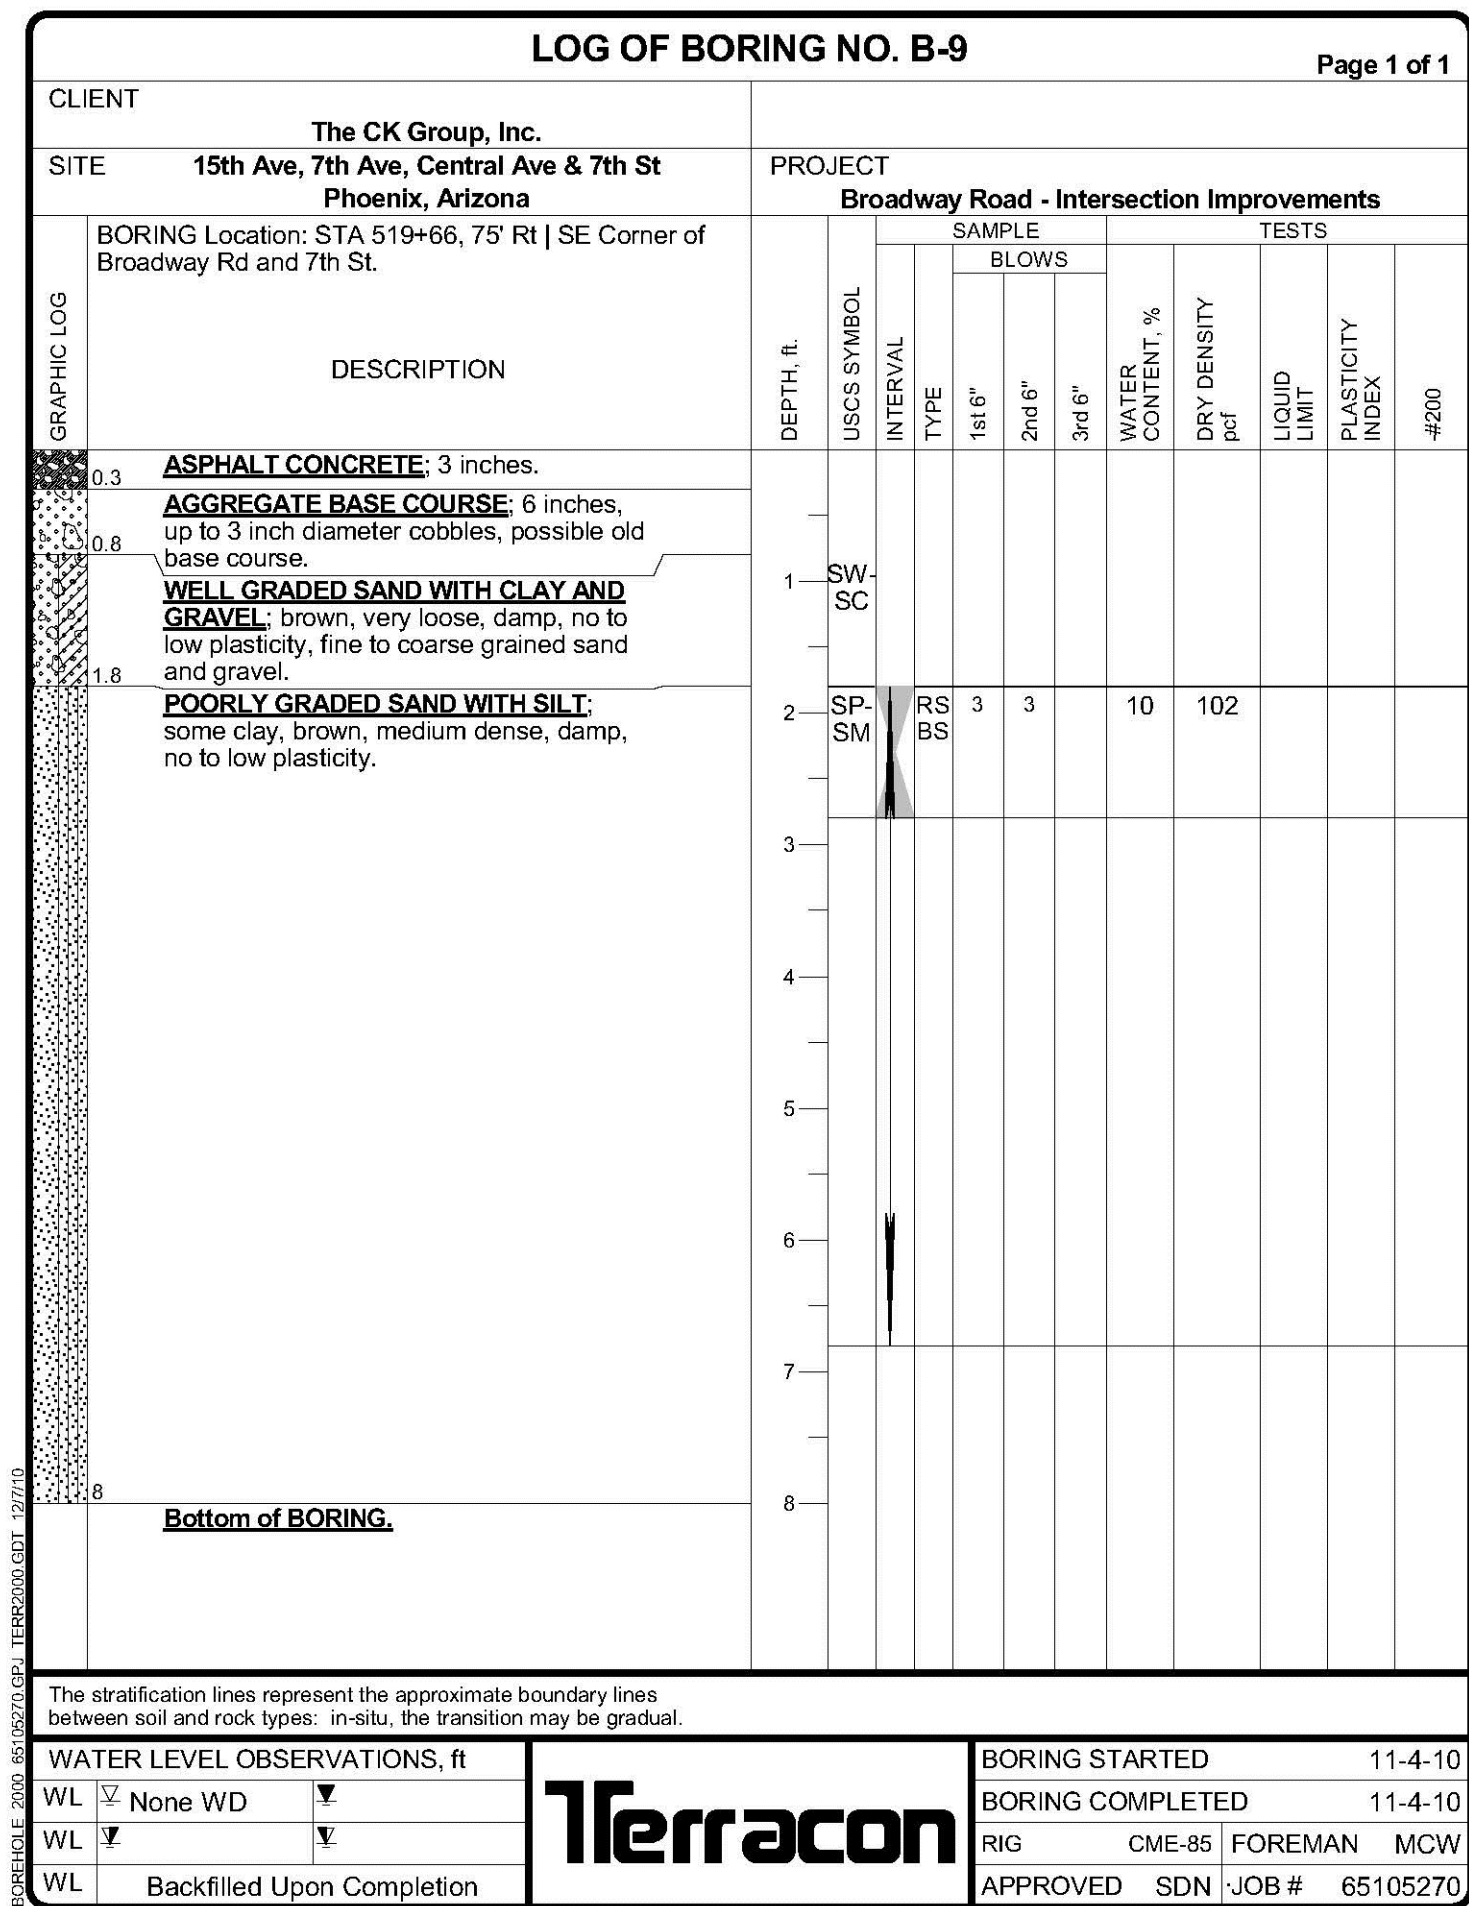 LOG OF BORING NO. B-9
Page 1 of 1
CLIENT
The CK Group, Inc.
SITE
15th Ave, 7th Ave, Central Ave & 7th St
Phoenix, Arizona
PROJECT
Broadway Road - Intersection Improvements
GRAPHIC LOG
BORING Location: STA 519+66, 75' Rt | SE Corner of
Broadway Rd and 7th St.
DESCRIPTION
DEPTH, ft.
USCS SYMBOL
SAMPLE
INTERVAL
TYPE
BLOWS
1st 6"
2nd 6"
3rd 6"
TESTS
WATER
CONTENT, %
DRY DENSITY
pcf
LIQUID
LIMIT
PLASTICITY
INDEX
-#200
0.3
ASPHALT CONCRETE; 3 inches.
AGGREGATE BASE COURSE; 6 inches,
up to 3 inch diameter cobbles, possible old
0.8
base course.
WELL GRADED SAND WITH CLAY AND
GRAVEL; brown, very loose, damp, no to
low plasticity, fine to coarse grained sand
1.8
and gravel.
1
SW-
SC
POORLY GRADED SAND WITH SILT;
some clay, brown, medium dense, damp,
no to low plasticity.
2
SP-
SM
RS
BS
3
3
10
102
3
4
5
6
7
8
8
Bottom of BORING.
The stratification lines represent the approximate boundary lines
between soil and rock types: in-situ, the transition may be gradual.
WATER LEVEL OBSERVATIONS, ft
WL
None WD
WL
WL
Backfilled Upon Completion
Terracon
BORING STARTED 11-4-10
BORING COMPLETED 11-4-10
RIG CME-85 FOREMAN MCW
APPROVED SDN JOB # 65105270
BOREHOLE 2000 65105270.GPJ TERR2000.GDT 12/7/10